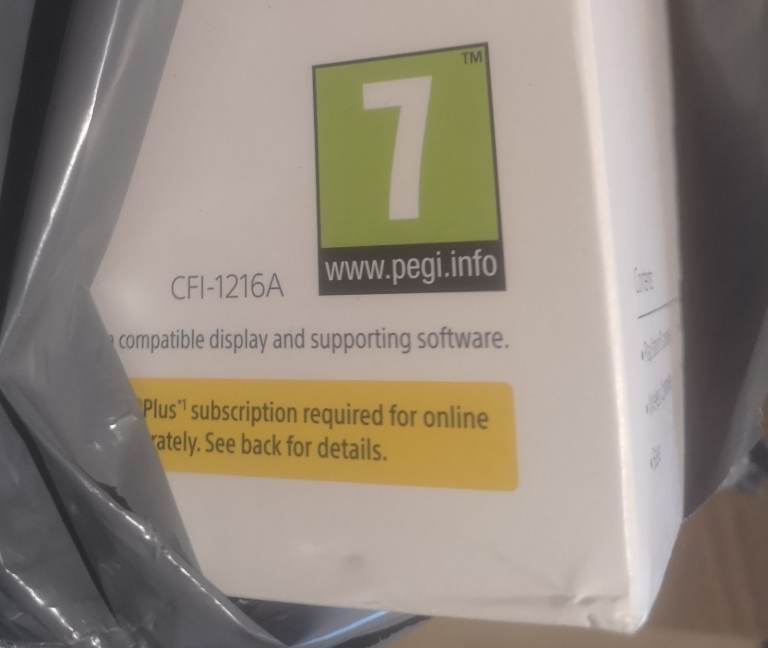 7
TM
www.pegi.info
CFI-1216A
compatible display and supporting software.
Plus*1 subscription required for online
rately. See back for details.